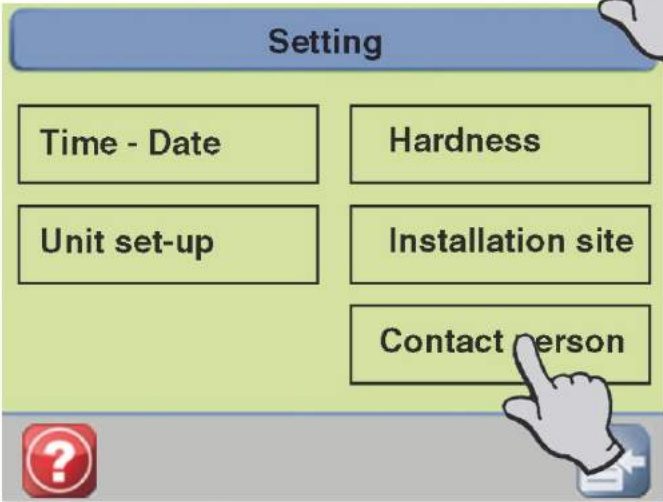 Setting
Time - Date
Hardness
Unit set-up
Installation site
Contact person
?